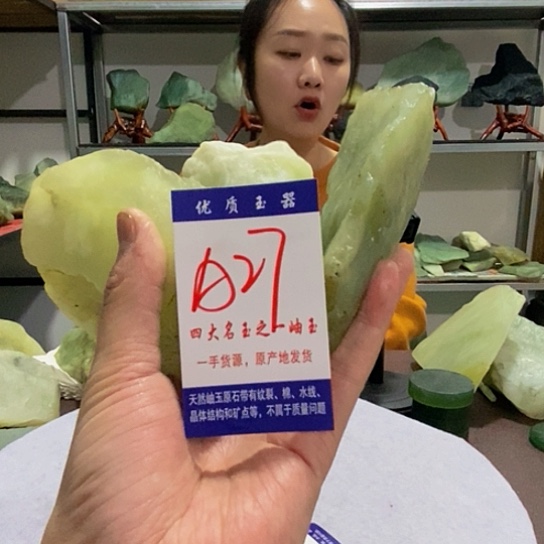 优质玉器
D27
四大名玉之一岫玉
一手货源，原产地发货
天然岫玉原石带有纹裂、棉、水线、
晶体结构和矿点等，不属于质量问题